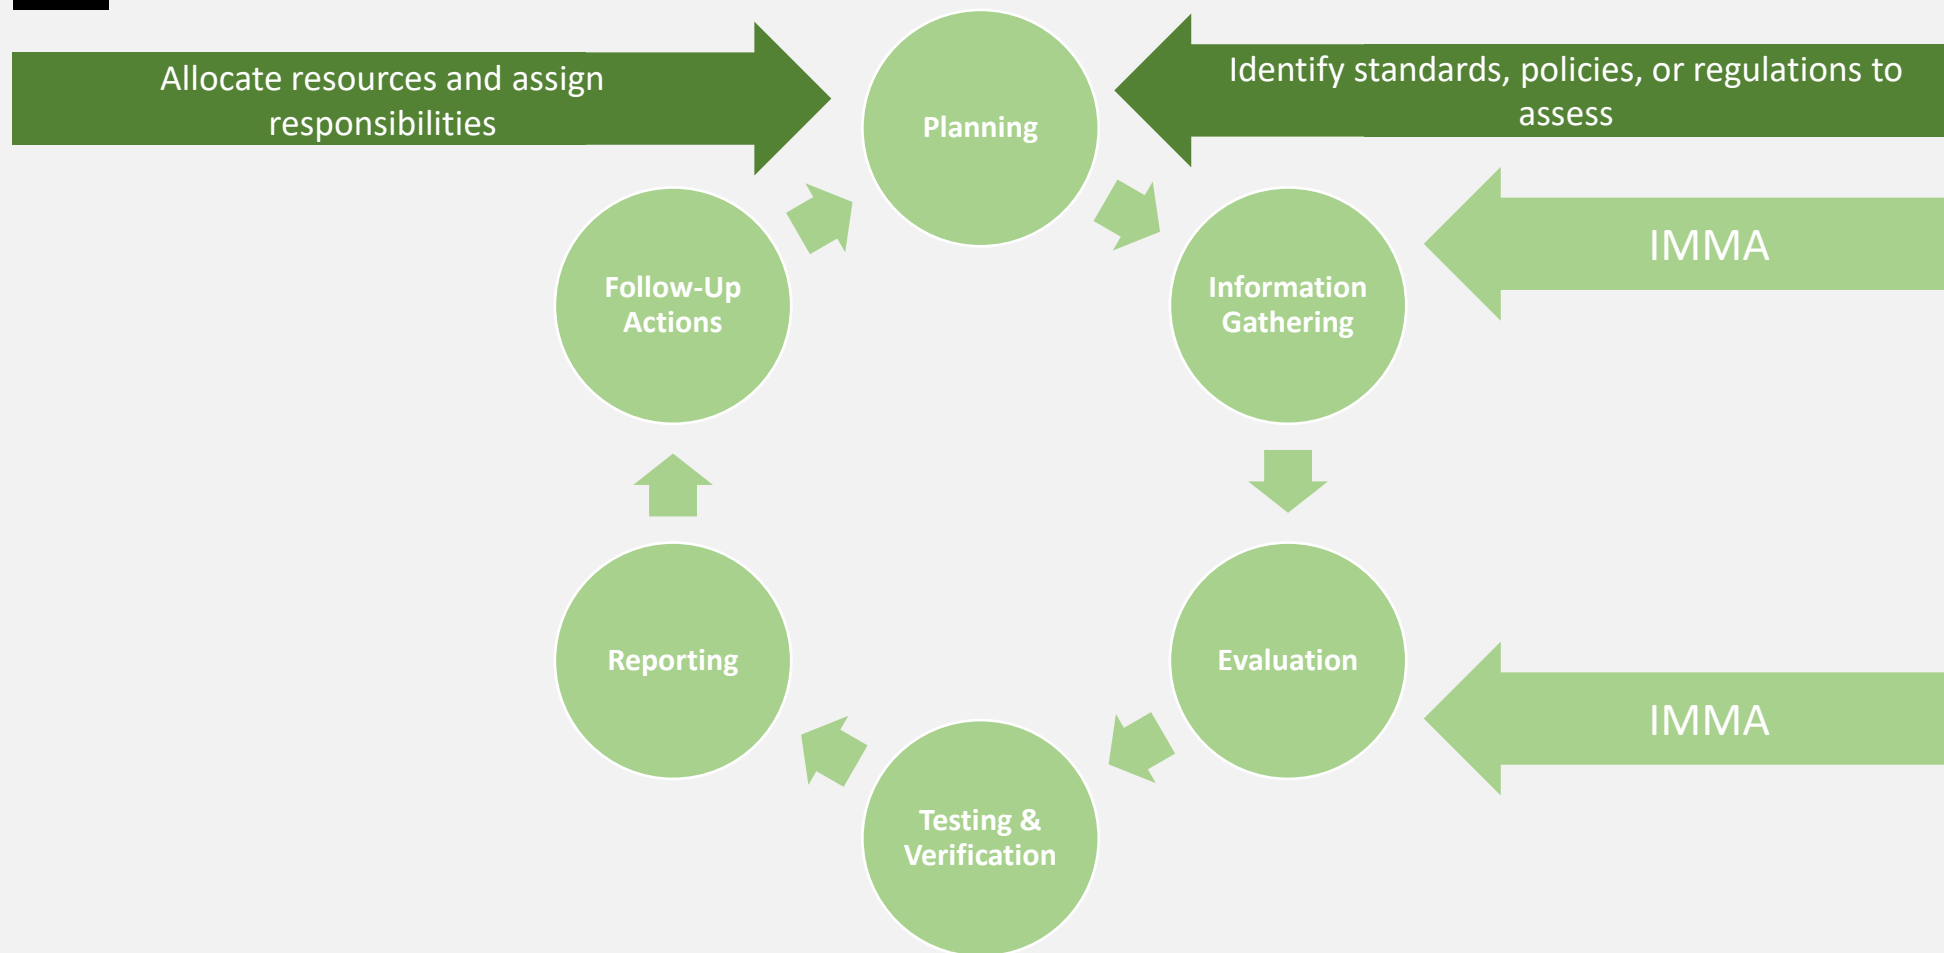 Allocate resources and assign
responsibilities
Planning
Identify standards, policies, or regulations to
assess
IMMA
Follow-Up
Actions
Information
Gathering
Reporting
Evaluation
IMMA
Testing &
Verification